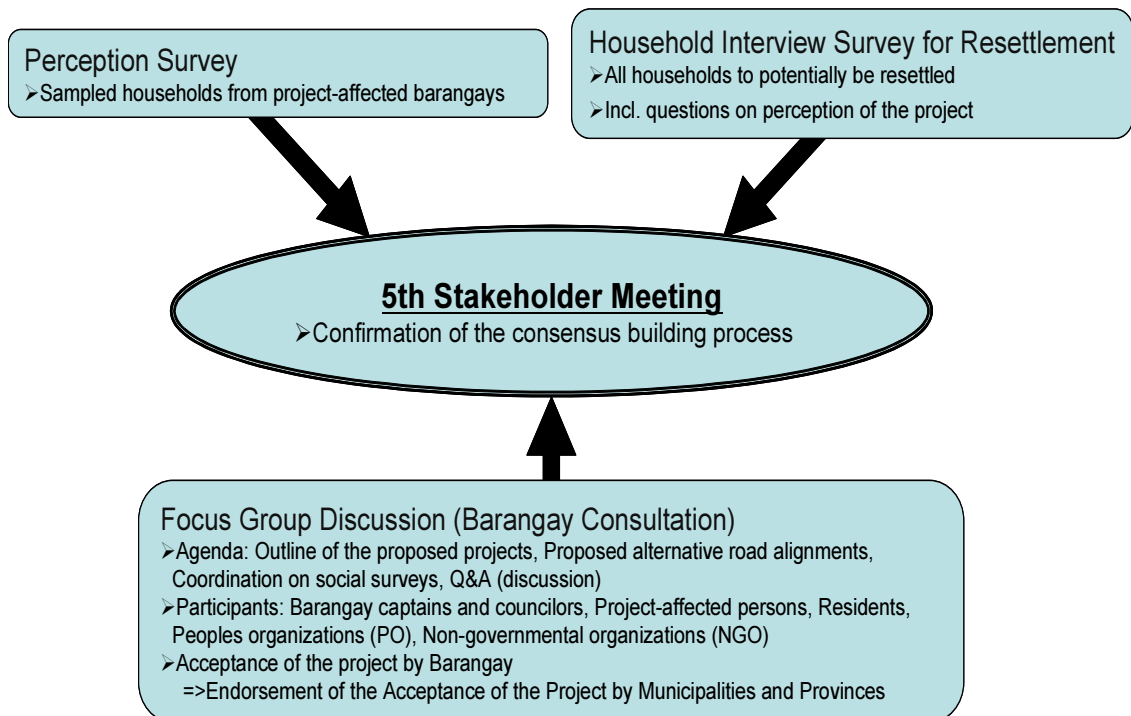 Perception Survey
➢Sampled households from project-affected barangays
Household Interview Survey for Resettlement
➢All households to potentially be resettled
➢Incl. questions on perception of the project
5th Stakeholder Meeting
➢Confirmation of the consensus building process
Focus Group Discussion (Barangay Consultation)
➢Agenda: Outline of the proposed projects, Proposed alternative road alignments,
Coordination on social surveys, Q&A (discussion)
➢Participants: Barangay captains and councilors, Project-affected persons, Residents,
Peoples organizations (PO), Non-governmental organizations (NGO)
➢Acceptance of the project by Barangay
=>Endorsement of the Acceptance of the Project by Municipalities and Provinces